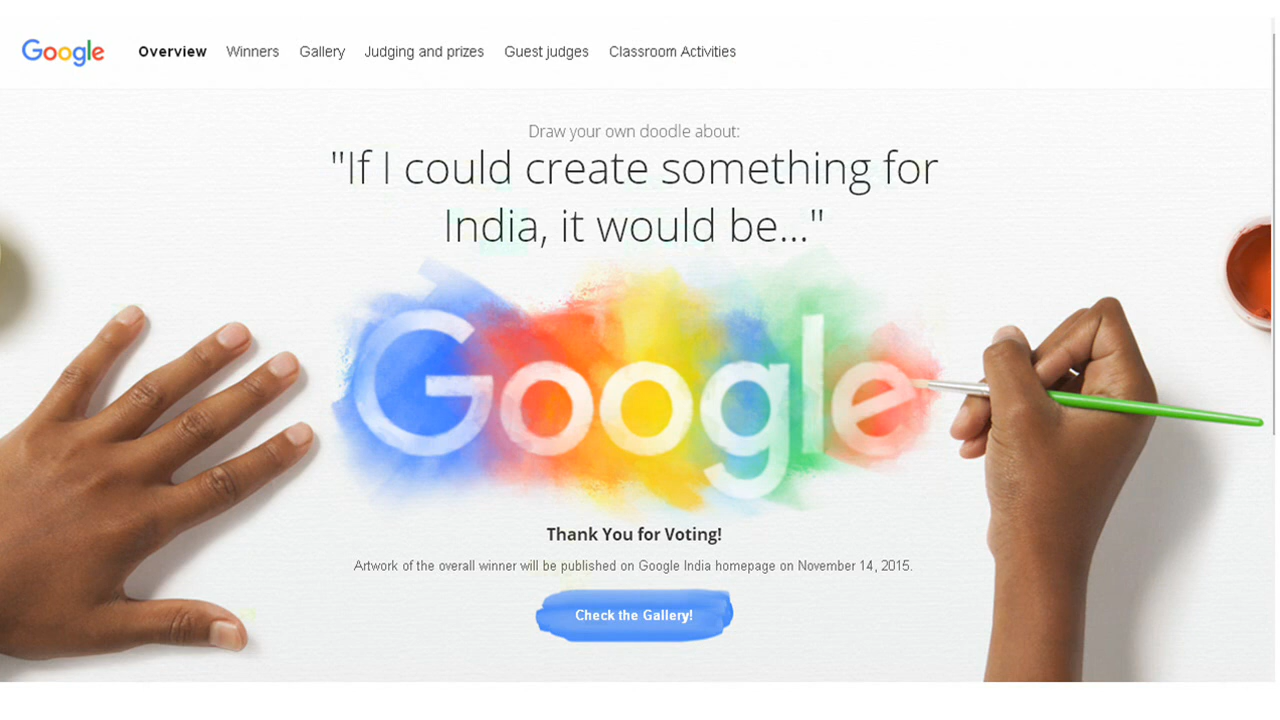 Google Overview Winners Gallery Judging and prizes Guest judges Classroom Activities
Draw your own doodle about:
"If I could create something for
India, it would be..."
Google
Thank You for Voting!
Artwork of the overall winner will be published on Google India homepage on November 14, 2015.
Check the Gallery!